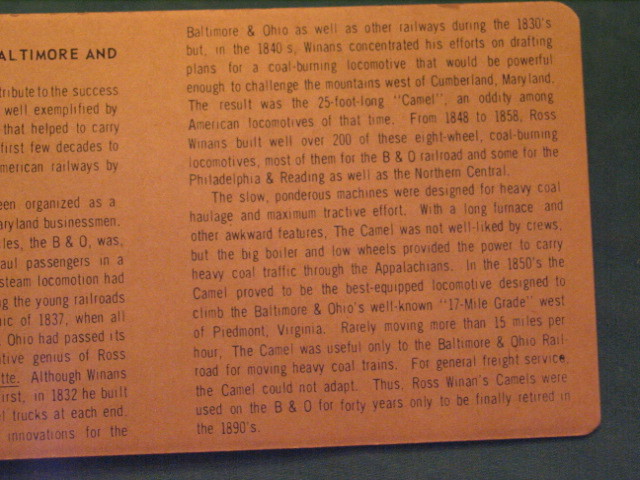 ALTIMORE AND
tribute to the success
well exemplified by
that helped to carry
first few decades to
merican railways by
een organized as a
aryland businessmen.
les, the B & O, was,
aul passengers in a
steam locomotion had
g the young railroads
ic of 1837, when all
Ohio had passed its
itive genius of Ross
tte. Although Winans
irst, in 1832 he built
l trucks at each end.
innovations for the
Baltimore & Ohio as well as other railways during the 1830's
but, in the 1840 s, Winans concentrated his efforts on drafting
plans for a coal-burning locomotive that would be powerful
enough to challenge the mountains west of Cumberland, Maryland.
The result was the 25-foot-long "Camel", an oddity among
American locomotives of that time. From 1848 to 1858, Ross
Winans built well over 200 of these eight-wheel, coal-burning
locomotives, most of them for the B & O railroad and some for the
Philadelphia & Reading as well as the Northern Central.
The slow, ponderous machines were designed for heavy coal
haulage and maximum tractive effort. With a long furnace and
other awkward features, The Camel was not well-liked by crews,
but the big boiler and low wheels provided the power to carry
heavy coal traffic through the Appalachians. In the 1850's the
Camel proved to be the best-equipped locomotive designed to
climb the Baltimore & Ohio's well-known "17-Mile Grade" west
of Piedmont, Virginia. Rarely moving more than 15 miles per
hour, The Camel was useful only to the Baltimore & Ohio Rail
road for moving heavy coal trains. For general freight service,
the Camel could not adapt. Thus, Ross Winan's Camels were
used on the B & O for forty years only to be finally retired in
the 1890's.